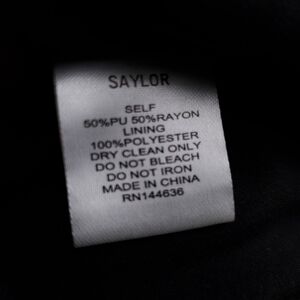 SAYLOR
SELF
50%PU 50%RAYON
LINING
100%POLYESTER
DRY CLEAN ONLY
DO NOT BLEACH
DO NOT IRON
MADE IN CHINA
RN144636